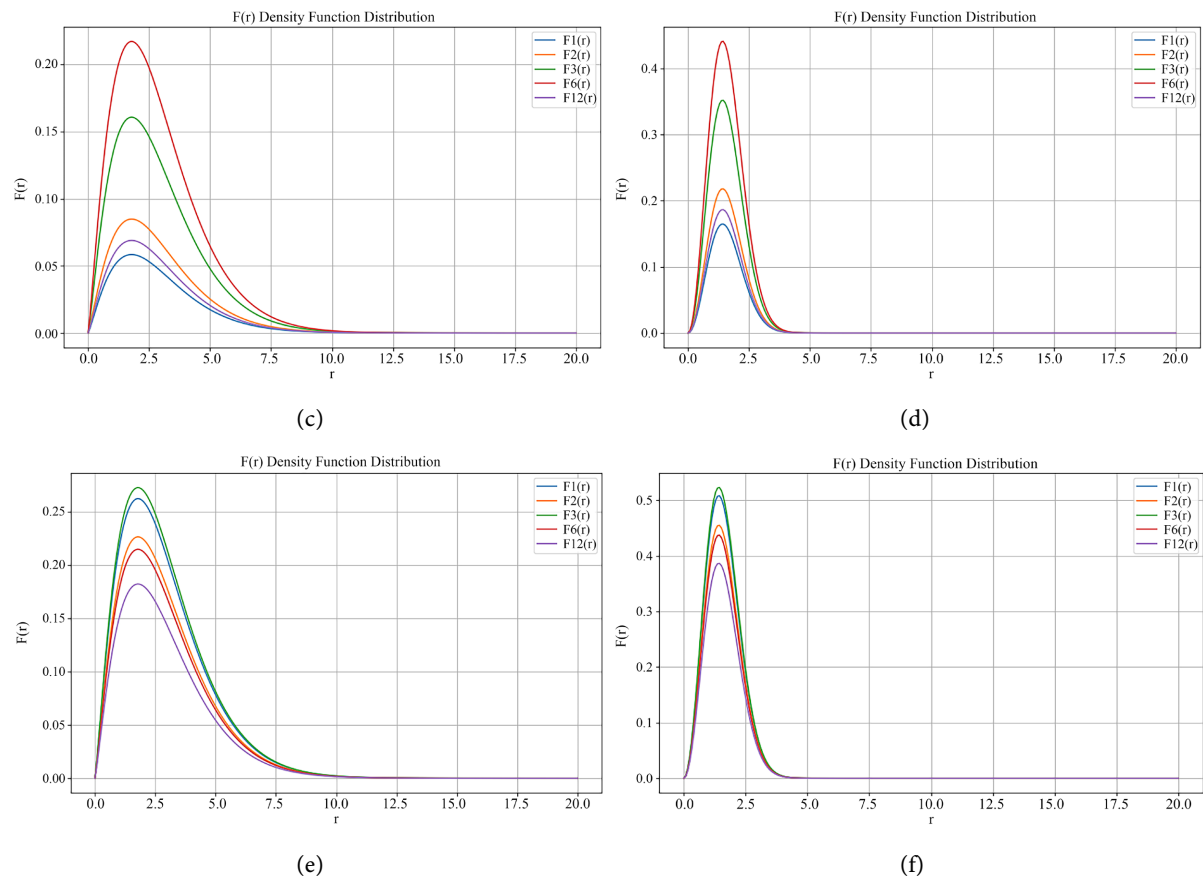 F(r) Density Function Distribution
F1(r)
F2(r)
F3(r)
F6(r)
F12(r)
0.20
0.15
0.10
0.05
0.00
F(r)
0.0 2.5 5.0 7.5 10.0 12.5 15.0 17.5 20.0
r
(c)
F(r) Density Function Distribution
F1(r)
F2(r)
F3(r)
F6(r)
F12(r)
0.4
0.3
0.2
0.1
0.0
F(r)
0.0 2.5 5.0 7.5 10.0 12.5 15.0 17.5 20.0
r
(d)
F(r) Density Function Distribution
F1(r)
F2(r)
F3(r)
F6(r)
F12(r)
0.25
0.20
0.15
0.10
0.05
0.00
F(r)
0.0 2.5 5.0 7.5 10.0 12.5 15.0 17.5 20.0
r
(e)
F(r) Density Function Distribution
F1(r)
F2(r)
F3(r)
F6(r)
F12(r)
0.5
0.4
0.3
0.2
0.1
0.0
F(r)
0.0 2.5 5.0 7.5 10.0 12.5 15.0 17.5 20.0
r
(f)